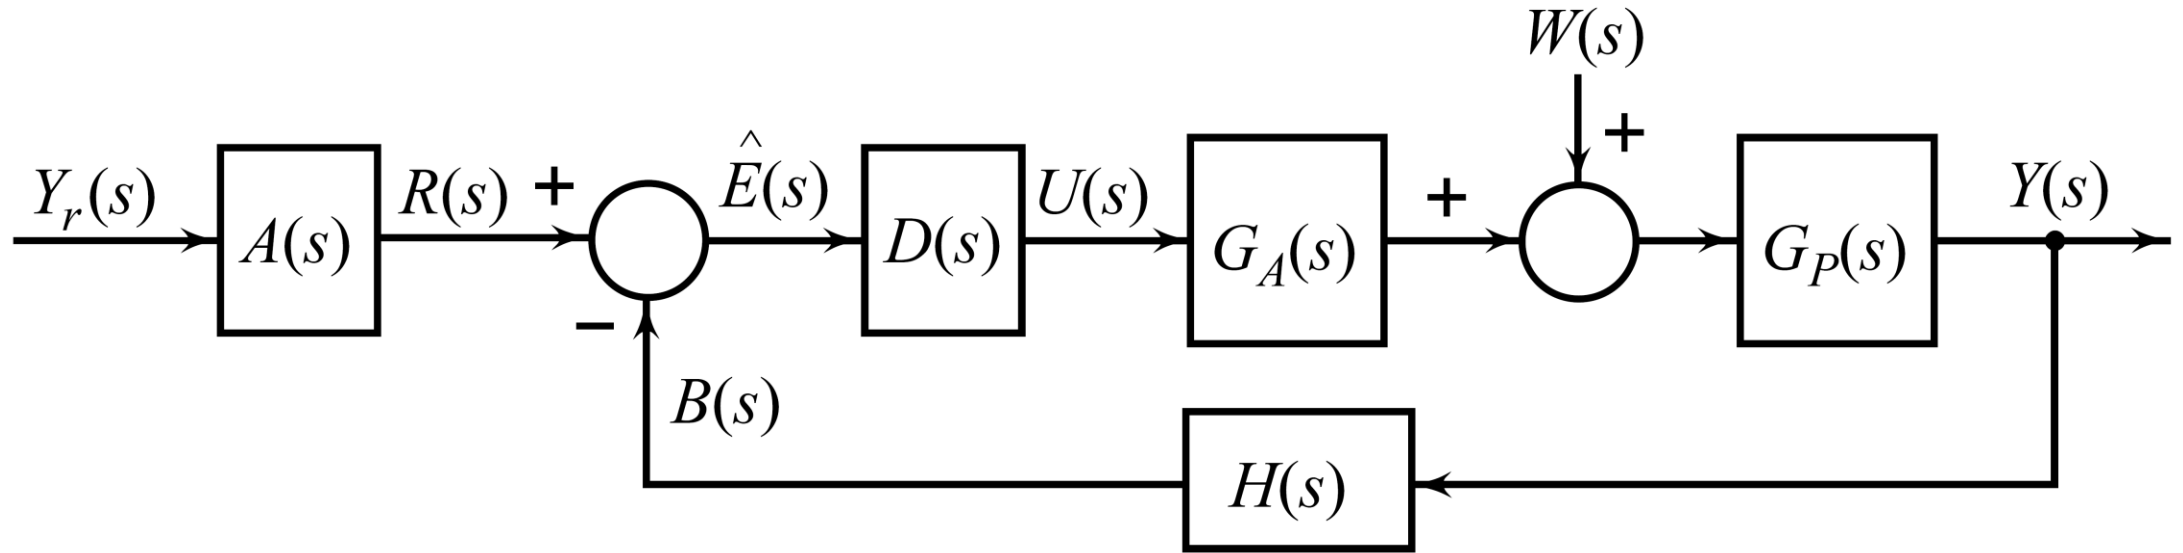 W(s)
+
Y_r(s)
A(s)
R(s)
+
−
Ê(s)
D(s)
U(s)
G_A(s)
+
G_P(s)
Y(s)
B(s)
H(s)